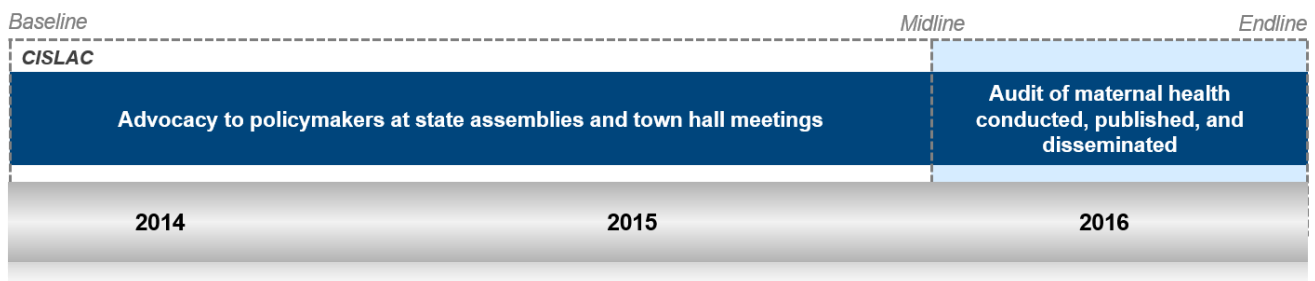 Baseline Midline Endline
CISLAC
Advocacy to policymakers at state assemblies and town hall meetings
Audit of maternal health
conducted, published, and
disseminated
2014 2015 2016